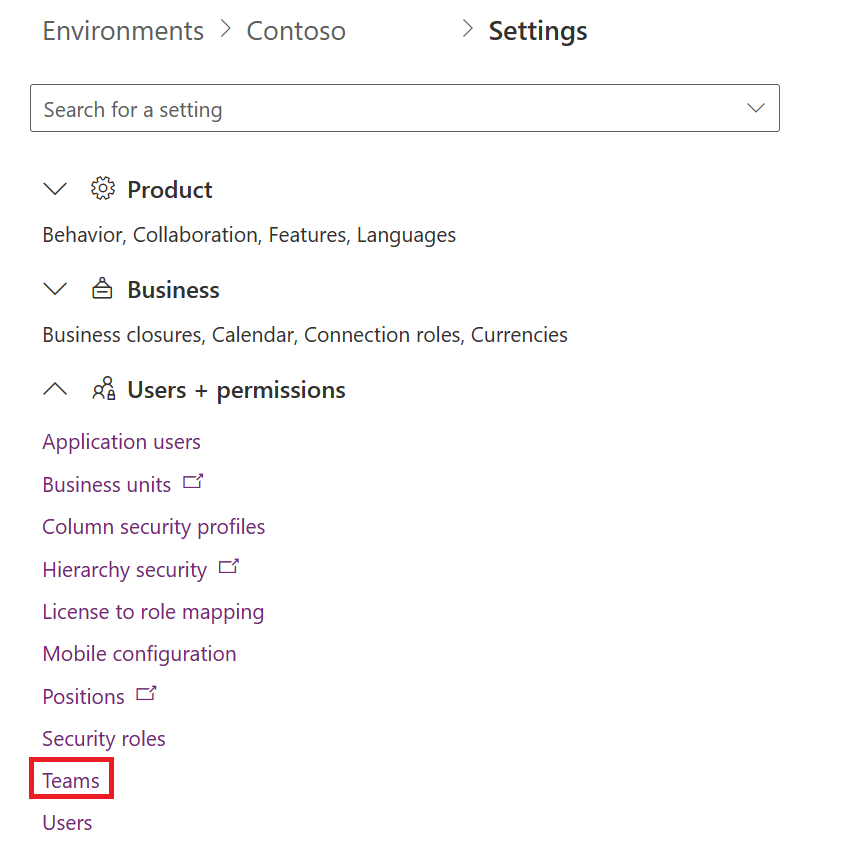 Environments > Contoso > Settings
Search for a setting
Product
Behavior, Collaboration, Features, Languages
Business
Business closures, Calendar, Connection roles, Currencies
Users + permissions
Application users
Business units
Column security profiles
Hierarchy security
License to role mapping
Mobile configuration
Positions
Security roles
Teams
Users